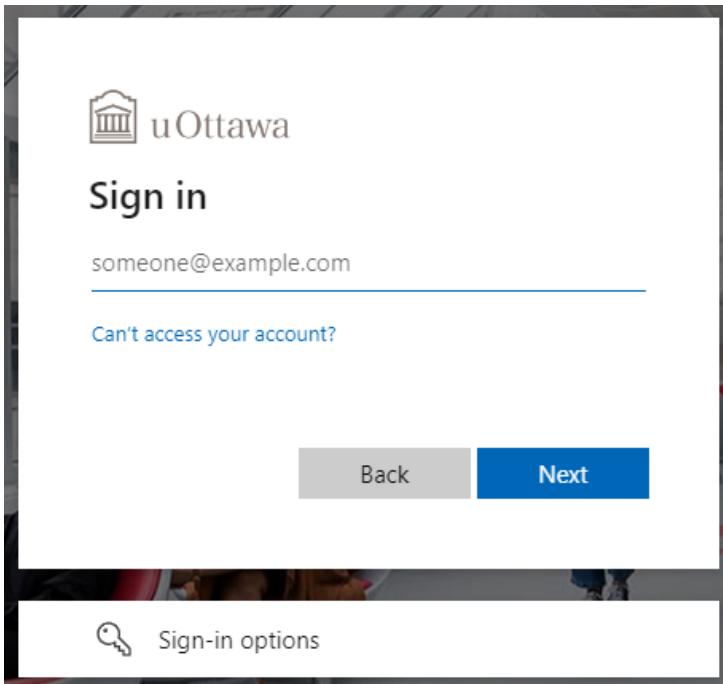 uOttawa
Sign in
someone@example.com
Can't access your account?
Back Next
Sign-in options